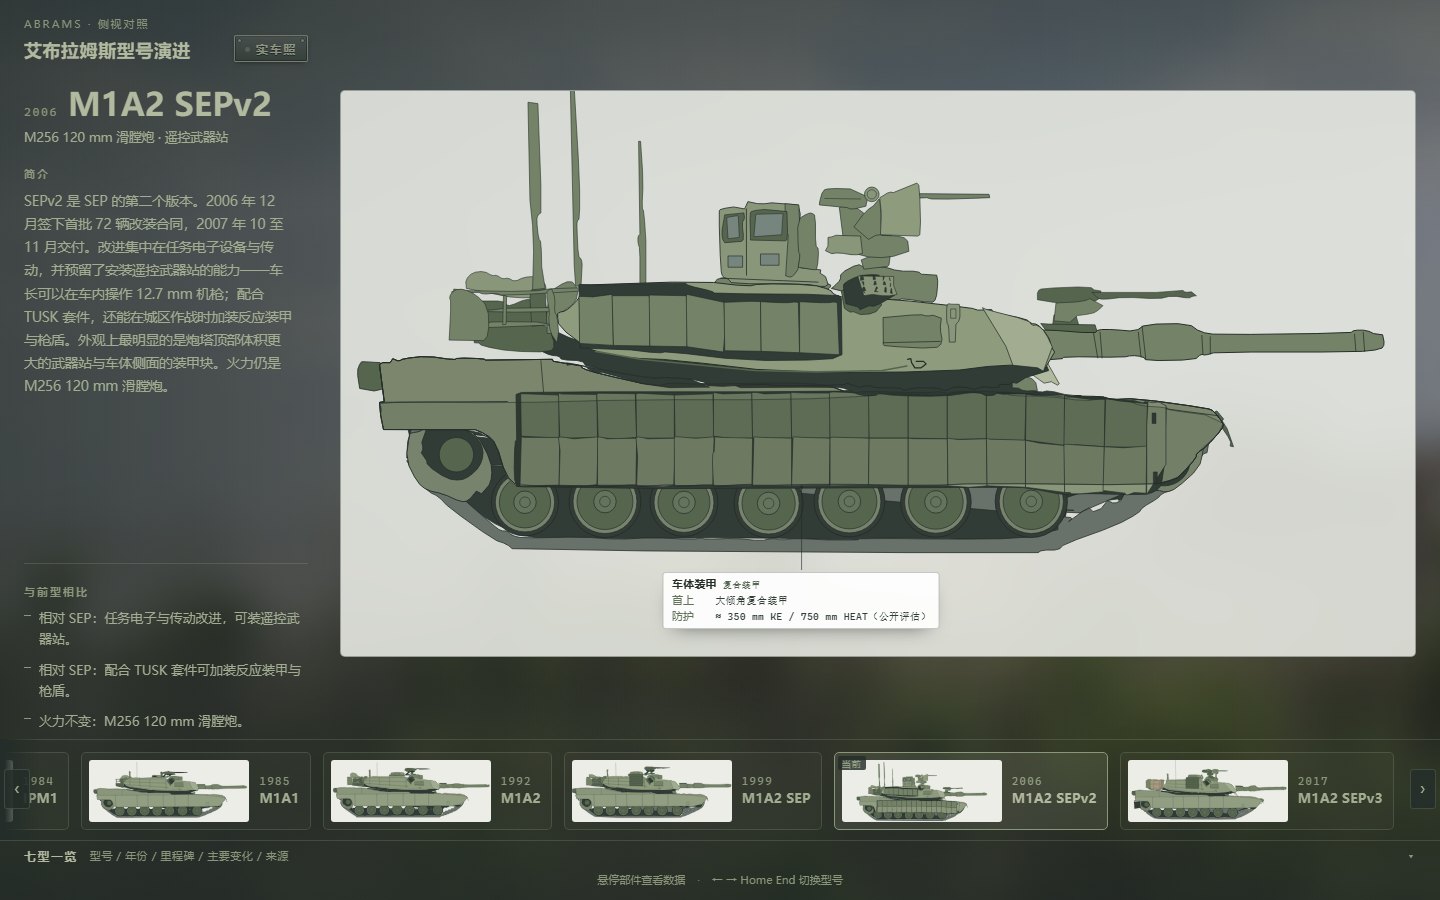 ABRAMS · 侧视对照
艾布拉姆斯型号演进
实车照
2006 M1A2 SEPv2
M256 120 mm 滑膛炮 · 遥控武器站
简介
SEPv2 是 SEP 的第二个版本。2006 年 12
月签下首批 72 辆改装合同，2007 年 10 至
11 月交付。改进集中在任务电子设备与传
动，并预留了安装遥控武器站的能力——车
长可以在车内操作 12.7 mm 机枪；配合
TUSK 套件，还能在城区作战时加装反应装甲
与枪盾。外观上最明显的是炮塔顶部体积更
大的武器站与车体侧面的装甲块。火力仍是
M256 120 mm 滑膛炮。
车体装甲 复合装甲
首上 大倾角复合装甲
防护 ≈ 350 mm KE / 750 mm HEAT（公开评估）
与前型相比
– 相对 SEP：任务电子与传动改进，可装遥控武
器站。
– 相对 SEP：配合 TUSK 套件可加装反应装甲与
枪盾。
– 火力不变：M256 120 mm 滑膛炮。
‹
984
IPM1
1985
M1A1
1992
M1A2
1999
M1A2 SEP
当前
2006
M1A2 SEPv2
2017
M1A2 SEPv3
›
七型一览 型号 / 年份 / 里程碑 / 主要变化 / 来源
悬停部件查看数据 · ← → Home End 切换型号